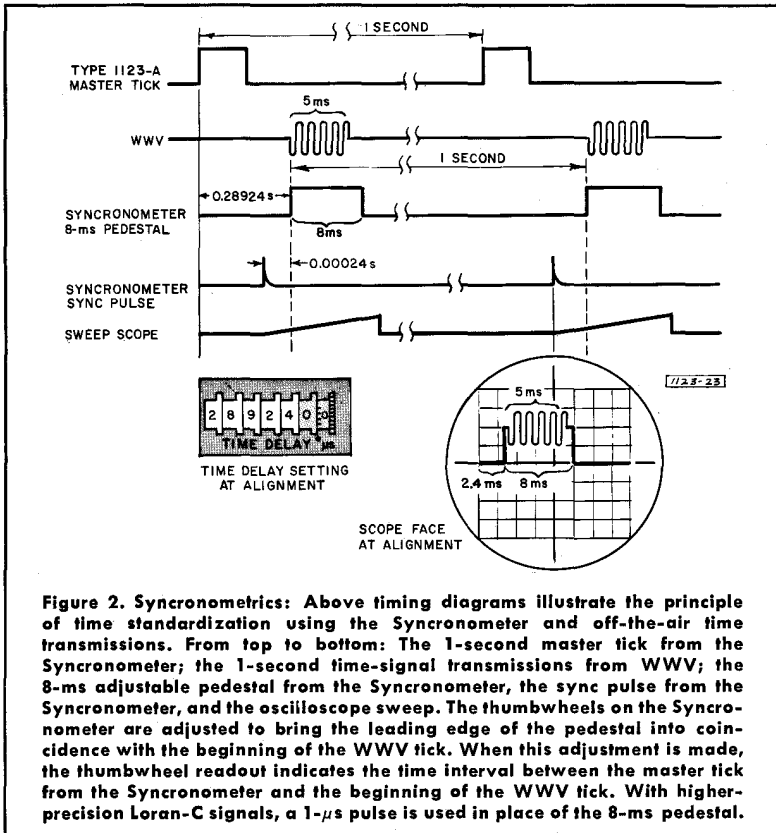 1 SECOND
TYPE 1123-A
MASTER TICK
5 ms
WWV
1 SECOND
0.28924 s
SYNCRONOMETER
8-ms PEDESTAL
8ms
0.00024 s
SYNCRONOMETER
SYNC PULSE
SWEEP SCOPE
1123-23
2 8 9 2 4 0 0
TIME DELAY µs
TIME DELAY SETTING
AT ALIGNMENT
5 ms
2.4 ms
8 ms
SCOPE FACE
AT ALIGNMENT
Figure 2. Syncronometrics: Above timing diagrams illustrate the principle
of time standardization using the Syncronometer and off-the-air time
transmissions. From top to bottom: The 1-second master tick from the
Syncronometer; the 1-second time-signal transmissions from WWV; the
8-ms adjustable pedestal from the Syncronometer, the sync pulse from the
Syncronometer, and the oscilloscope sweep. The thumbwheels on the Syncro-
nometer are adjusted to bring the leading edge of the pedestal into coin-
cidence with the beginning of the WWV tick. When this adjustment is made,
the thumbwheel readout indicates the time interval between the master tick
from the Syncronometer and the beginning of the WWV tick. With higher-
precision Loran-C signals, a 1-µs pulse is used in place of the 8-ms pedestal.